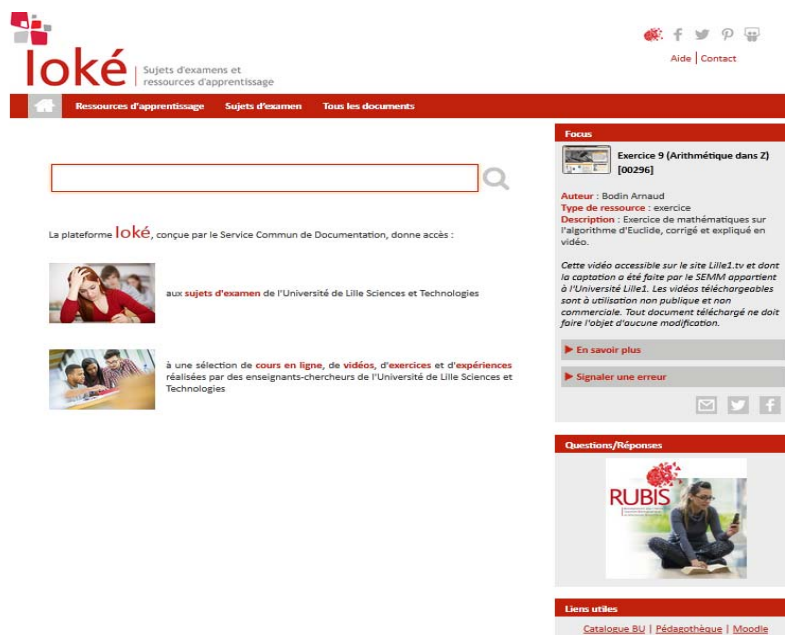 loké
Sujets d'examens et
ressources d'apprentissage
Aide | Contact
Ressources d'apprentissage Sujets d'examen Tous les documents
La plateforme loké, conçue par le Service Commun de Documentation, donne accès :
aux sujets d'examen de l'Université de Lille Sciences et Technologies
à une sélection de cours en ligne, de vidéos, d'exercices et d'expériences
réalisées par des enseignants-chercheurs de l'Université de Lille Sciences et
Technologies
Focus
Exercice 9 (Arithmétique dans Z)
[00296]
Auteur : Bodin Arnaud
Type de ressource : exercice
Description : Exercice de mathématiques sur
l'algorithme d'Euclide, corrigé et expliqué en
vidéo.
Cette vidéo accessible sur le site Lille1.tv et dont
la captation a été faite par le SEMM appartient
à l'Université Lille1. Les vidéos téléchargeables
sont à utilisation non publique et non
commerciale. Tout document téléchargé ne doit
faire l'objet d'aucune modification.
En savoir plus
Signaler une erreur
Questions/Réponses
RUBIS
Liens utiles
Catalogue BU | Pédagothèque | Moodle